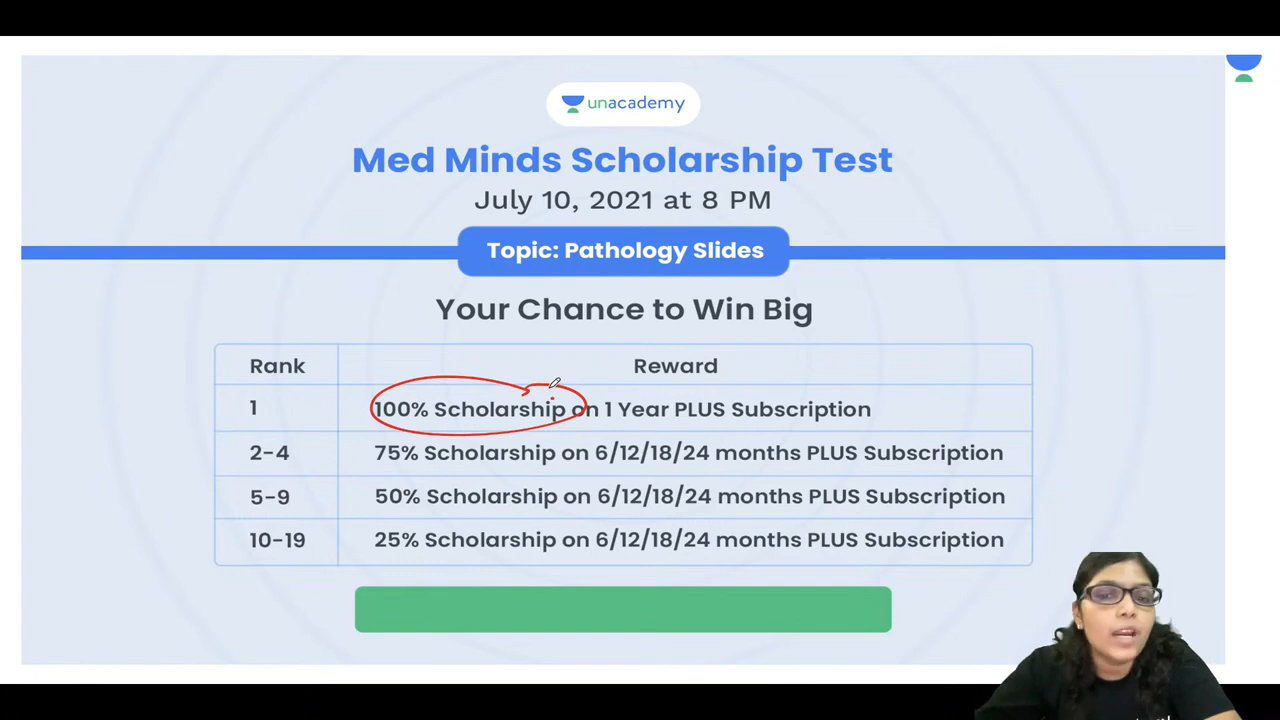 unacademy
Med Minds Scholarship Test
July 10, 2021 at 8 PM
Topic: Pathology Slides
Your Chance to Win Big
Rank Reward
1 100% Scholarship on 1 Year PLUS Subscription
2-4 75% Scholarship on 6/12/18/24 months PLUS Subscription
5-9 50% Scholarship on 6/12/18/24 months PLUS Subscription
10-19 25% Scholarship on 6/12/18/24 months PLUS Subscription